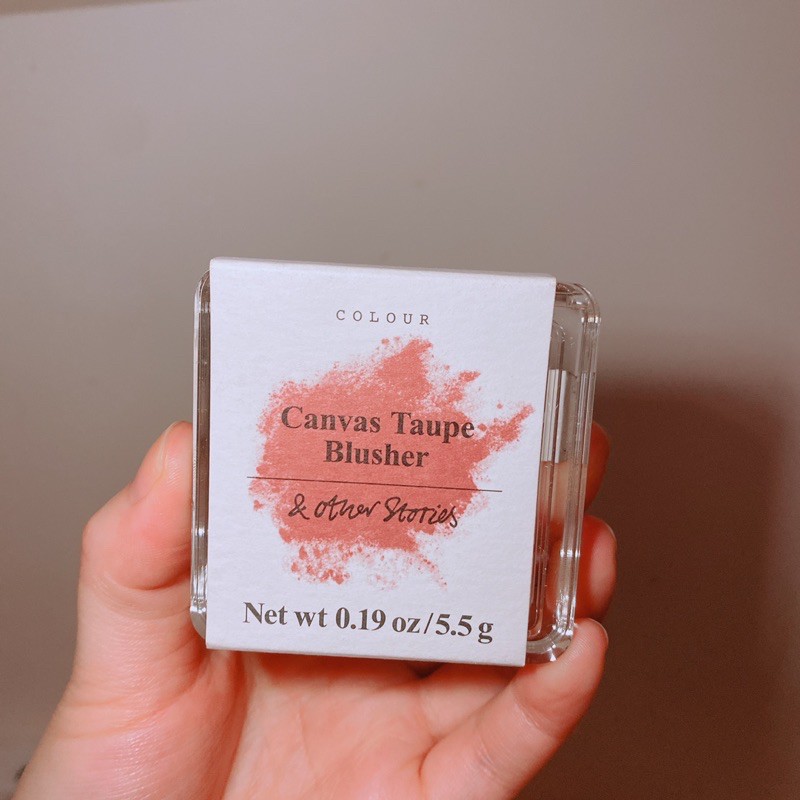 COLOUR
Canvas Taupe
Blusher
& other Stories
Net wt 0.19 oz/5.5 g